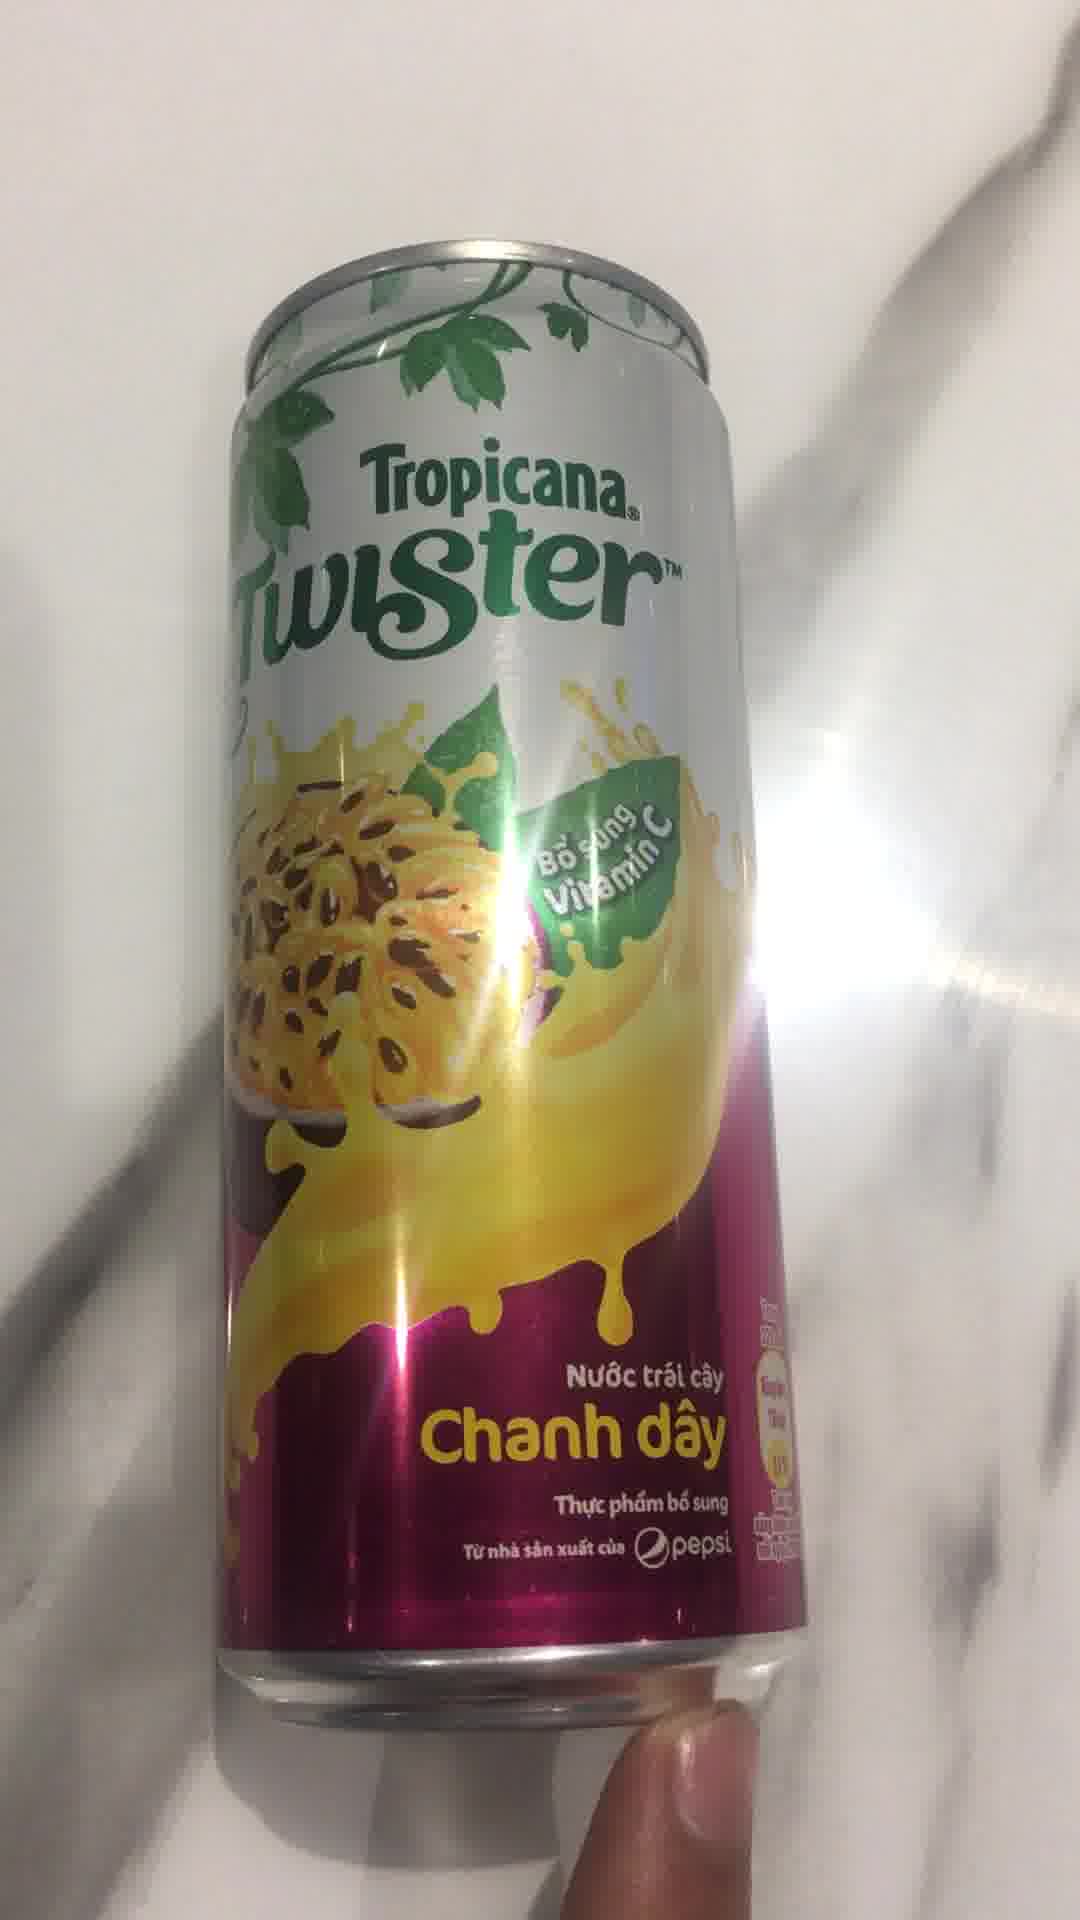 Tropicana®
Twister™
Bổ sung
Vitamin C
Nước trái cây
Chanh dây
Thực phẩm bổ sung
Từ nhà sản xuất của pepsi